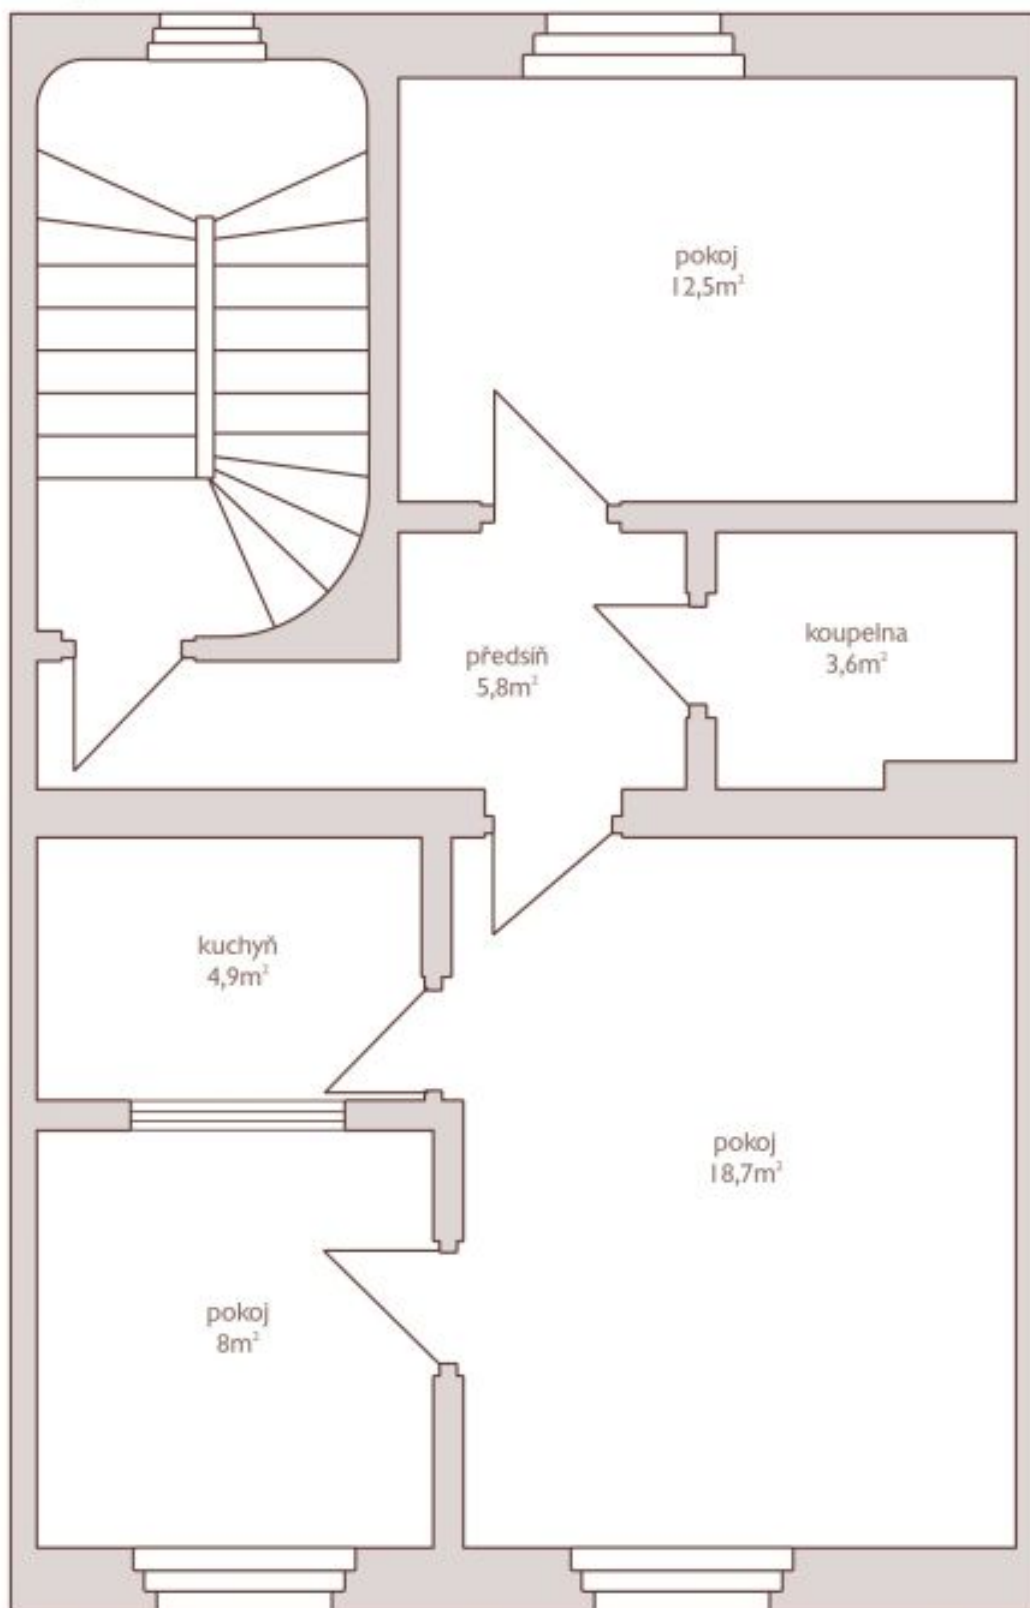 pokoj
12,5m²
předsíň
5,8m²
koupelna
3,6m²
kuchyň
4,9m²
pokoj
18,7m²
pokoj
8m²